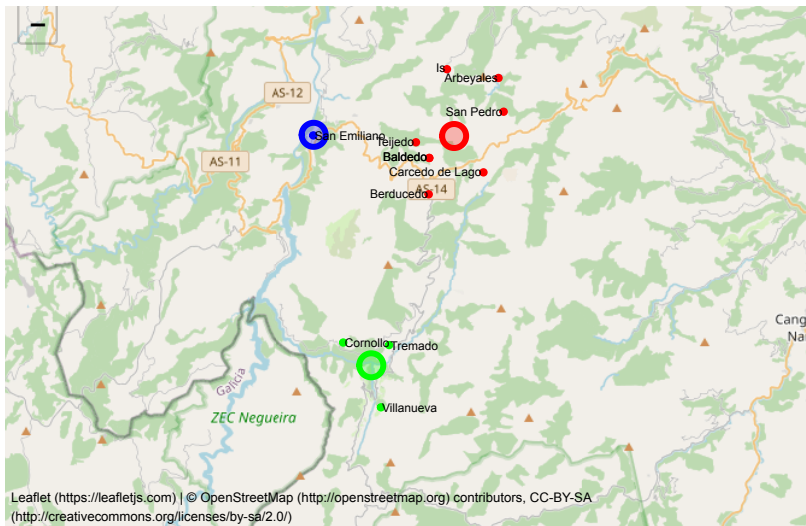 −
Is
Arbeyales
AS-12
San Pedro
San Emiliano
Teijedo
Baldedo
AS-11
Carcedo de Lago
AS-14
Berducedo
Cang
Na
Cornollo
Tremado
Galicia
ZEC Negueira
Villanueva
Leaflet (https://leafletjs.com) | © OpenStreetMap (http://openstreetmap.org) contributors, CC-BY-SA
(http://creativecommons.org/licenses/by-sa/2.0/)